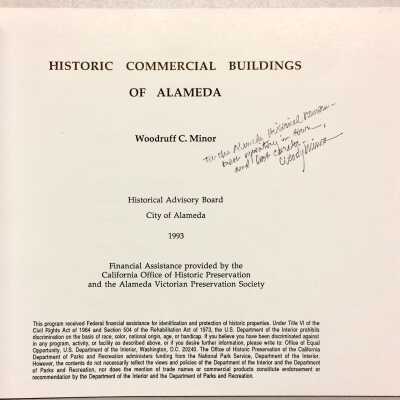 HISTORIC COMMERCIAL BUILDINGS
OF ALAMEDA
Woodruff C. Minor
To the Alameda Historical Museum
best
in town,
and
Woody Minor
Historical Advisory Board
City of Alameda
1993
Financial Assistance provided by the
California Office of Historic Preservation
and the Alameda Victorian Preservation Society
This program received Federal financial assistance for identification and protection of historic properties. Under Title VI of the
Civil Rights Act of 1964 and Section 504 of the Rehabilitation Act of 1973, the U.S. Department of the Interior prohibits
discrimination on the basis of race, color, national origin, age, or handicap. If you believe you have been discriminated against
in any program, activity, or facility as described above, or if you desire further information, please write to: Office of Equal
Opportunity, U.S. Department of the Interior, Washington, D.C. 20240. The Office of Historic Preservation of the California
Department of Parks and Recreation administers funding from the National Park Service, Department of the Interior.
However, the contents do not necessarily reflect the views and policies of the Department of the Interior and the Department
of Parks and Recreation, nor does the mention of trade names or commercial products constitute endorsement or
recommendation by the Department of the Interior and the Department of Parks and Recreation.